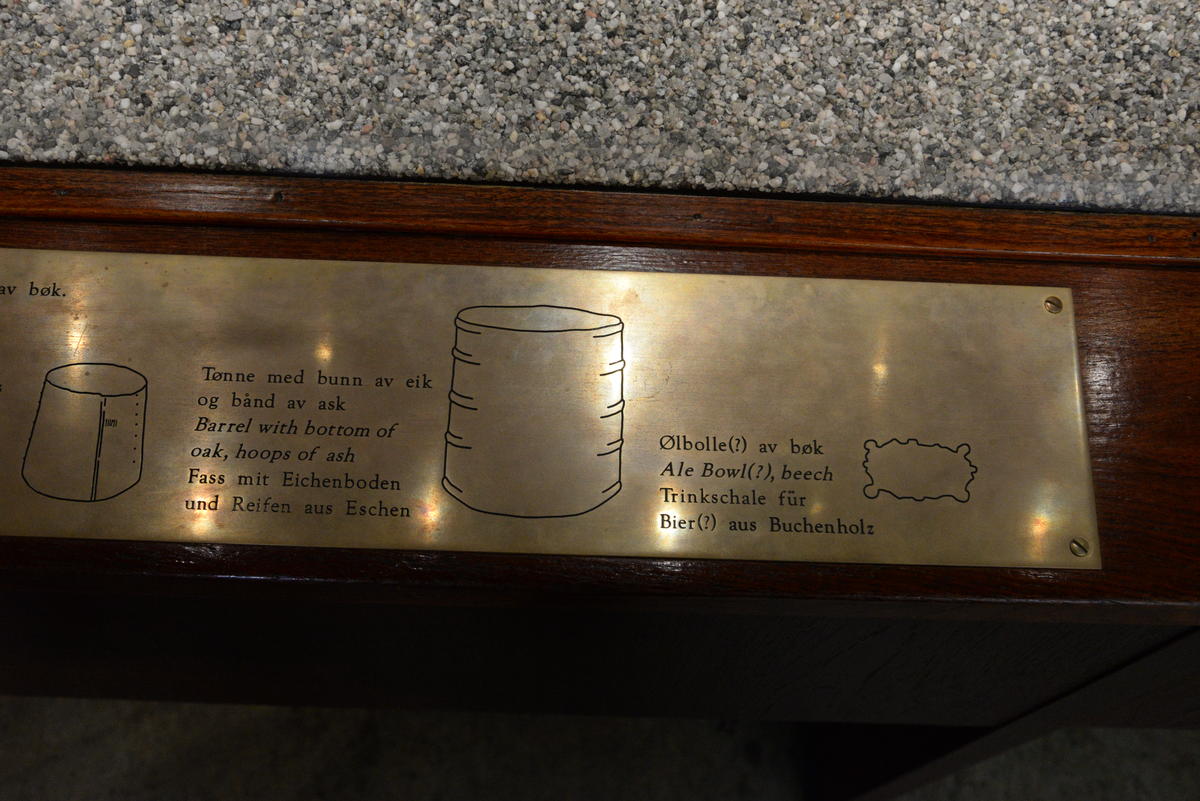 av bøk.
Tønne med bunn av eik
og bånd av ask
Barrel with bottom of
oak, hoops of ash
Fass mit Eichenboden
und Reifen aus Eschen
Ølbolle(?) av bøk
Ale Bowl(?), beech
Trinkschale für
Bier(?) aus Buchenholz